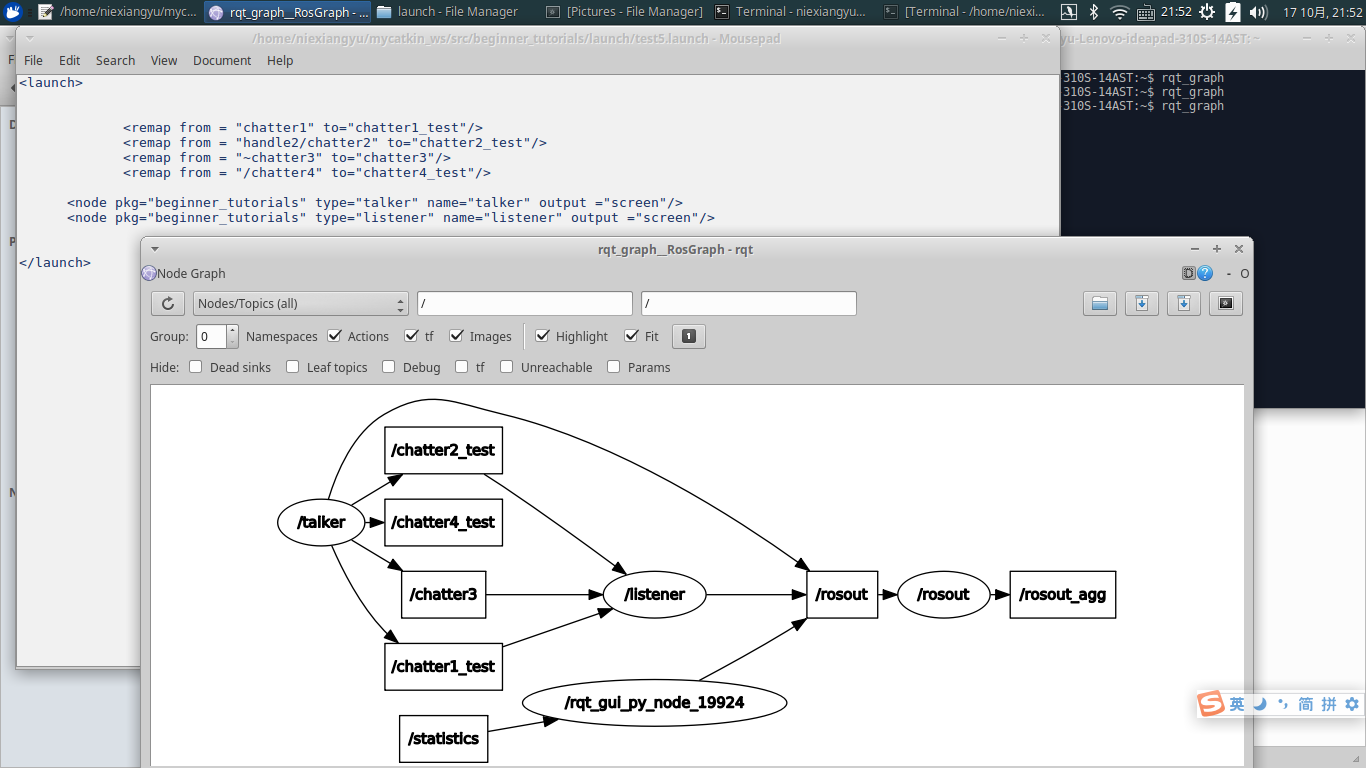 /home/niexiangyu/myc...
rqt_graph__RosGraph - ...
launch - File Manager
[Pictures - File Manager]
Terminal - niexiangyu...
[Terminal - /home/niexi...
21:52
17 10月, 21:52
/home/niexiangyu/mycatkin_ws/src/beginner_tutorials/launch/test5.launch - Mousepad
yu-Lenovo-ideapad-310S-14AST:~
File Edit Search View Document Help
310S-14AST:~$ rqt_graph
310S-14AST:~$ rqt_graph
310S-14AST:~$ rqt_graph
<launch>
<remap from = "chatter1" to="chatter1_test"/>
<remap from = "handle2/chatter2" to="chatter2_test"/>
<remap from = "~chatter3" to="chatter3"/>
<remap from = "/chatter4" to="chatter4_test"/>
<node pkg="beginner_tutorials" type="talker" name="talker" output ="screen"/>
<node pkg="beginner_tutorials" type="listener" name="listener" output ="screen"/>
</launch>
rqt_graph__RosGraph - rqt
Node Graph
- O
Nodes/Topics (all)
/
/
Group: 0 Namespaces Actions tf Images Highlight Fit 1
Hide: Dead sinks Leaf topics Debug tf Unreachable Params
/chatter2_test
/talker
/chatter4_test
/chatter3
/listener
/rosout
/rosout
/rosout_agg
/chatter1_test
/rqt_gui_py_node_19924
/statistics
S 英 简 拼